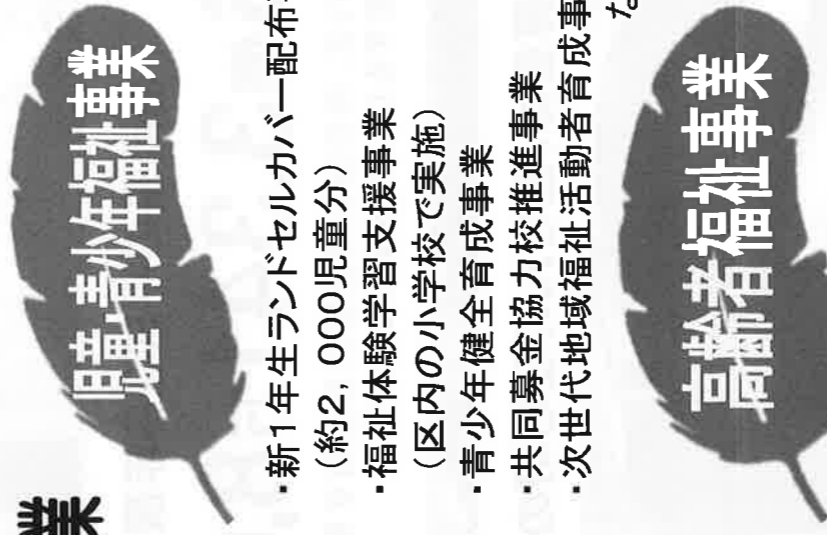 業
児童・青少年福祉事業
・新1年生ランドセルカバー配布
(約2,000児童分)
・福祉体験学習支援事業
(区内の小学校で実施)
・青少年健全育成事業
・共同募金協力校推進事業
・次世代地域福祉活動者育成事
な
高齢者福祉事業